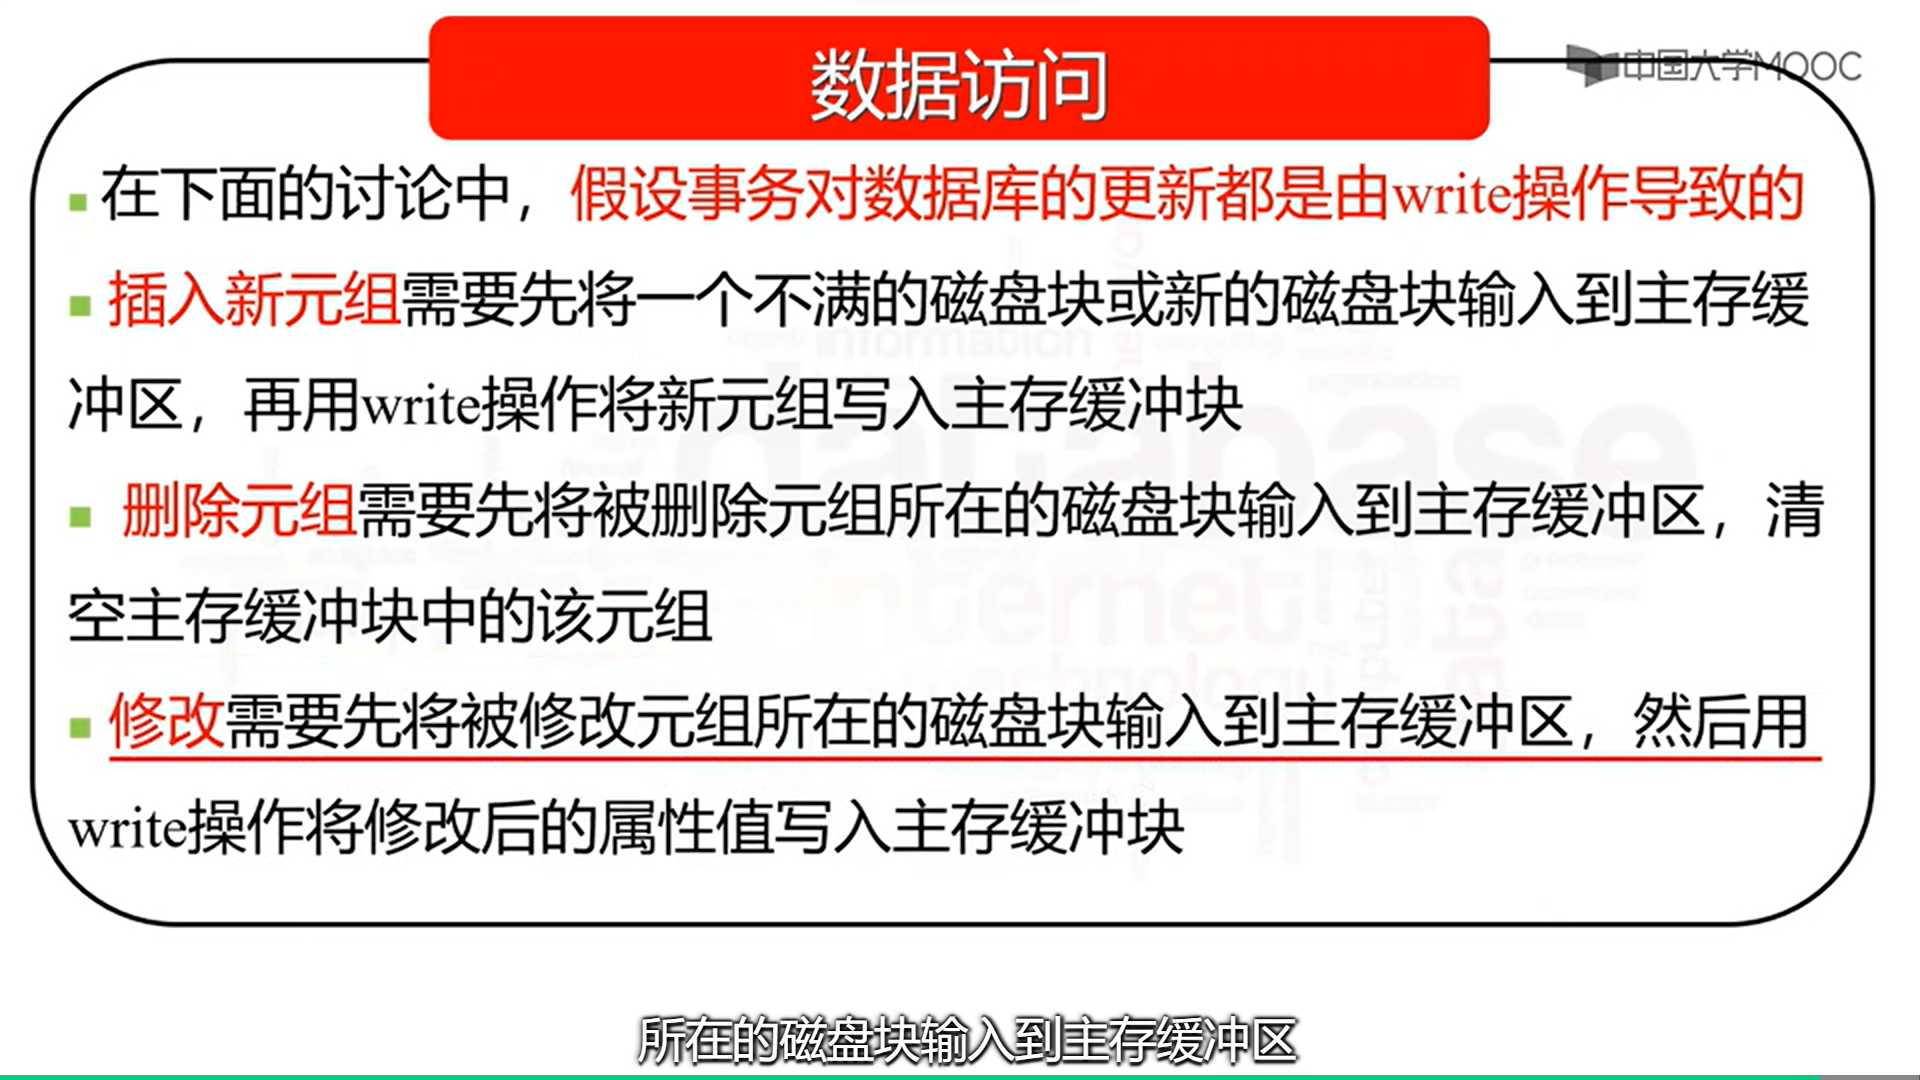 数据访问
中国大学MOOC
在下面的讨论中，假设事务对数据库的更新都是由write操作导致的
插入新元组需要先将一个不满的磁盘块或新的磁盘块输入到主存缓
冲区，再用write操作将新元组写入主存缓冲块
删除元组需要先将被删除元组所在的磁盘块输入到主存缓冲区，清
空主存缓冲块中的该元组
修改需要先将被修改元组所在的磁盘块输入到主存缓冲区，然后用
write操作将修改后的属性值写入主存缓冲块
information
database
internet
technology
所在的磁盘块输入到主存缓冲区